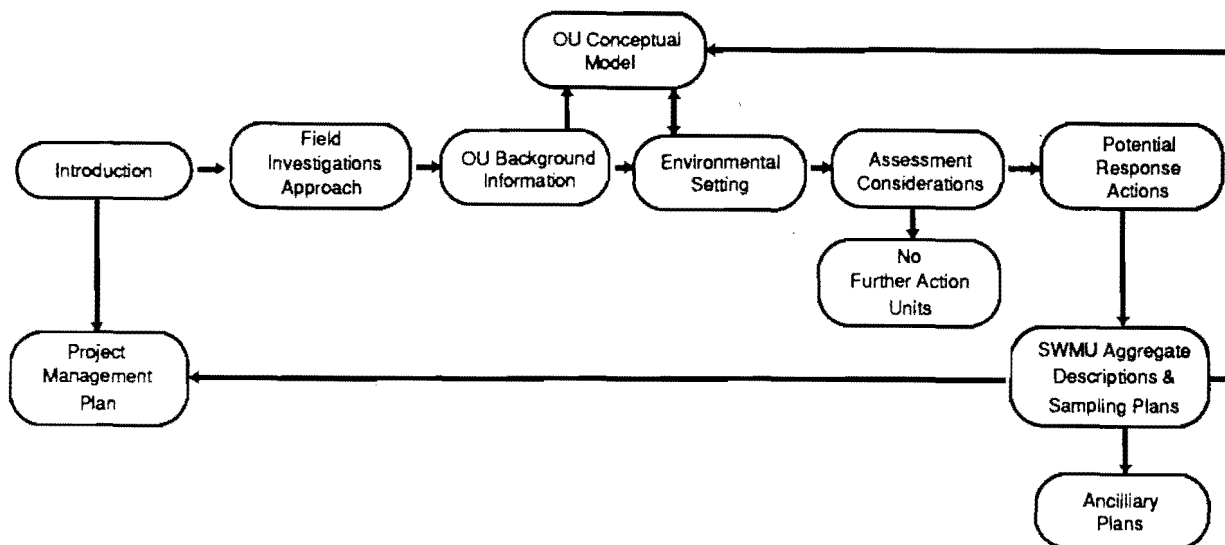 OU Conceptual
Model
Introduction
Field
Investigations
Approach
OU Background
Information
Environmental
Setting
Assessment
Considerations
Potential
Response
Actions
No
Further Action
Units
Project
Management
Plan
SWMU Aggregate
Descriptions &
Sampling Plans
Ancilliary
Plans